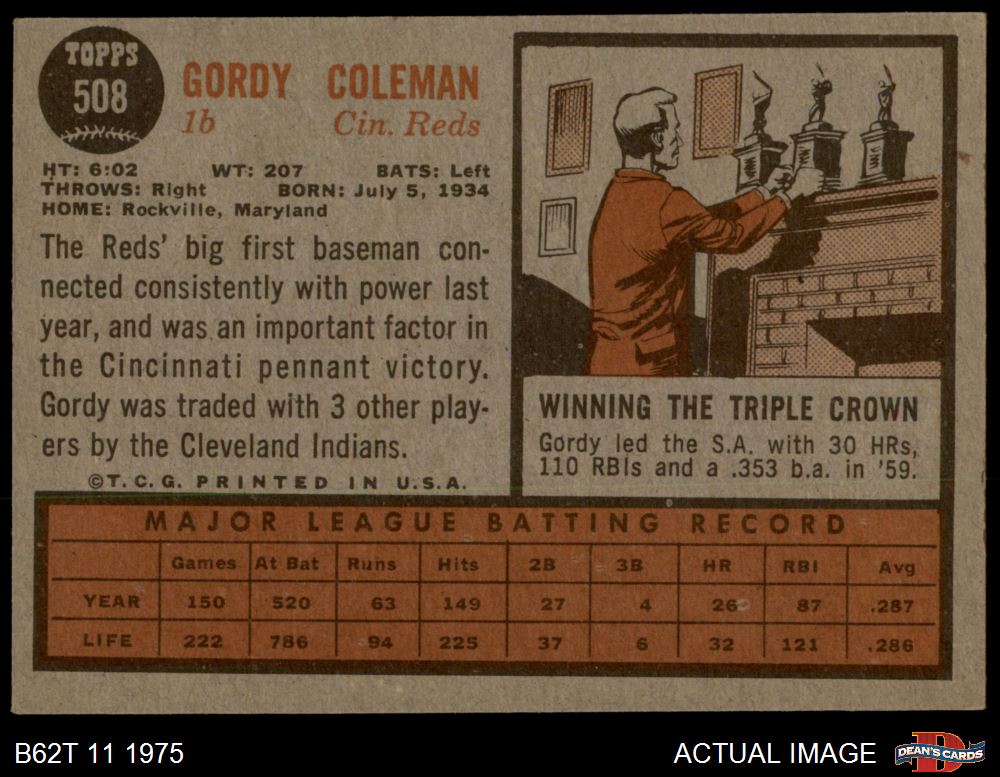 TOPPS
508
GORDY COLEMAN
1b Cin. Reds
HT: 6:02 WT: 207 BATS: Left
THROWS: Right BORN: July 5, 1934
HOME: Rockville, Maryland
The Reds' big first baseman con-
nected consistently with power last
year, and was an important factor in
the Cincinnati pennant victory.
Gordy was traded with 3 other play-
ers by the Cleveland Indians.
©T.C.G. PRINTED IN U.S.A.
WINNING THE TRIPLE CROWN
Gordy led the S.A. with 30 HRs,
110 RBIs and a .353 b.a. in '59.
MAJOR LEAGUE BATTING RECORD
Games At Bat Runs Hits 2B 3B HR RBI Avg
YEAR 150 520 63 149 27 4 26 87 .287
LIFE 222 786 94 225 37 6 32 121 .286
B62T 11 1975
ACTUAL IMAGE
D
DEAN'S CARDS